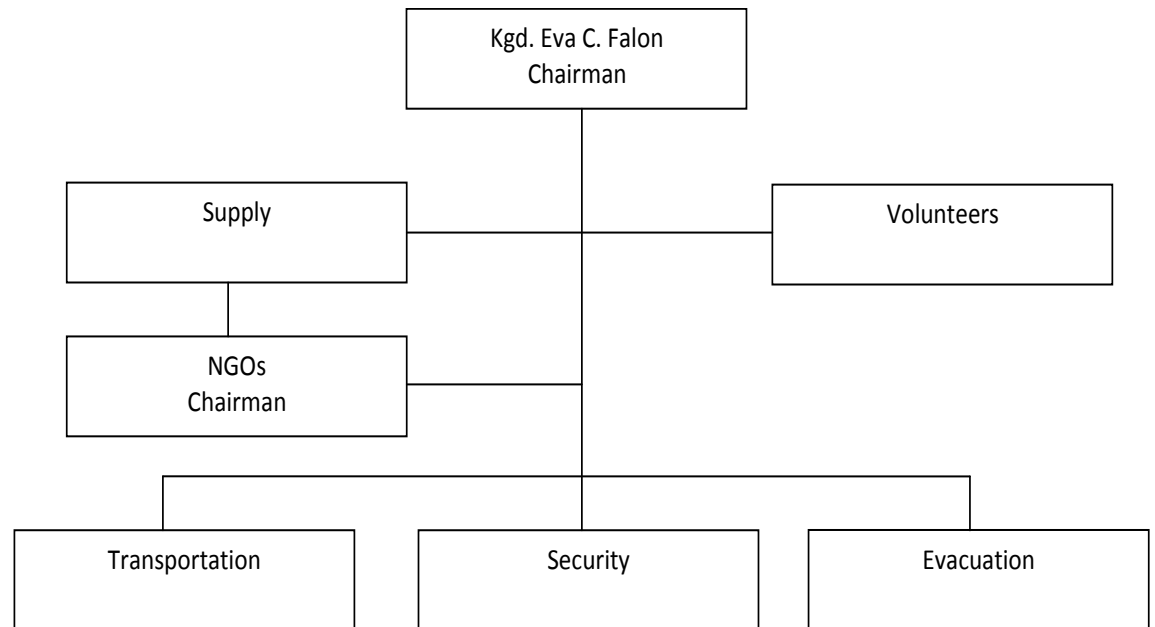 Kgd. Eva C. Falon
Chairman
Supply
Volunteers
NGOs
Chairman
Transportation
Security
Evacuation